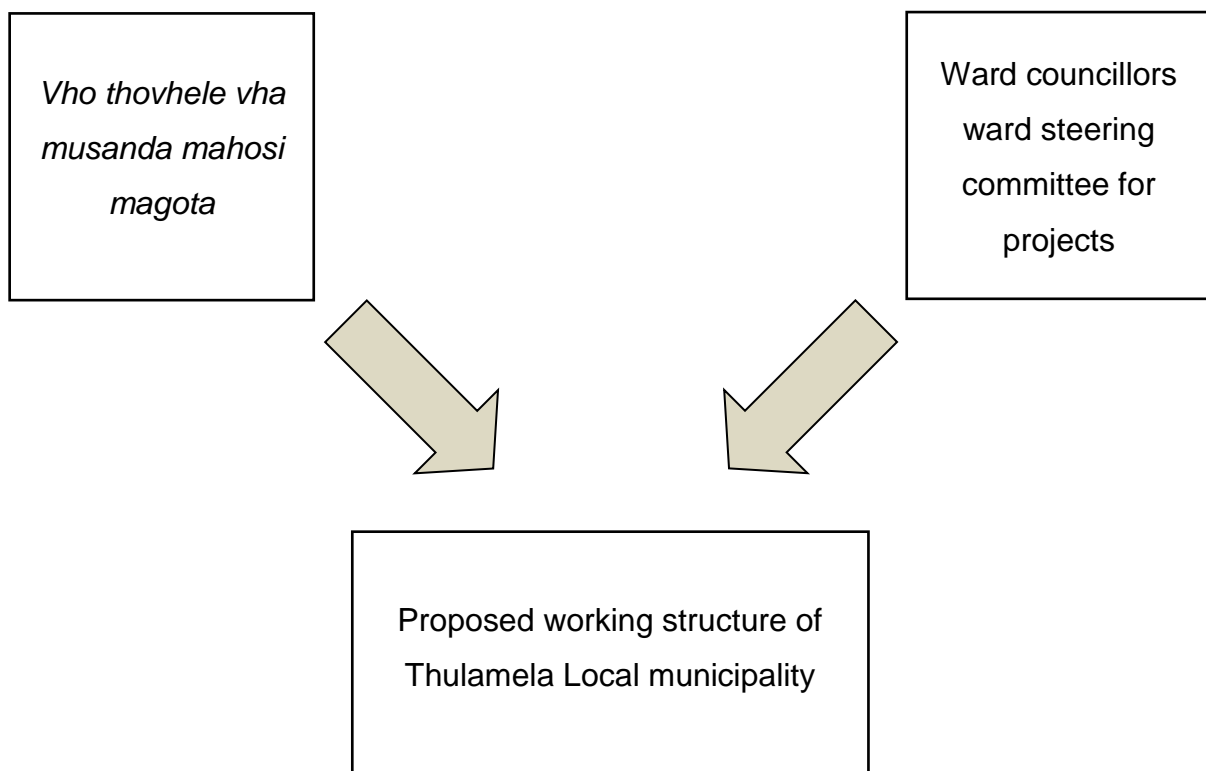 Vho thovhele vha
musanda mahosi
magota
Ward councillors
ward steering
committee for
projects
Proposed working structure of
Thulamela Local municipality